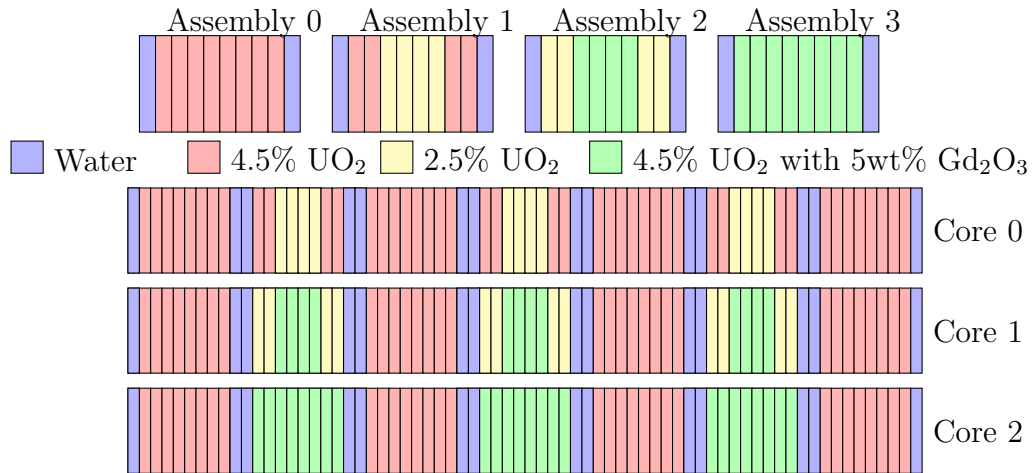 Assembly 0 Assembly 1 Assembly 2 Assembly 3
Water 4.5% UO₂ 2.5% UO₂ 4.5% UO₂ with 5wt% Gd₂O₃
Core 0
Core 1
Core 2